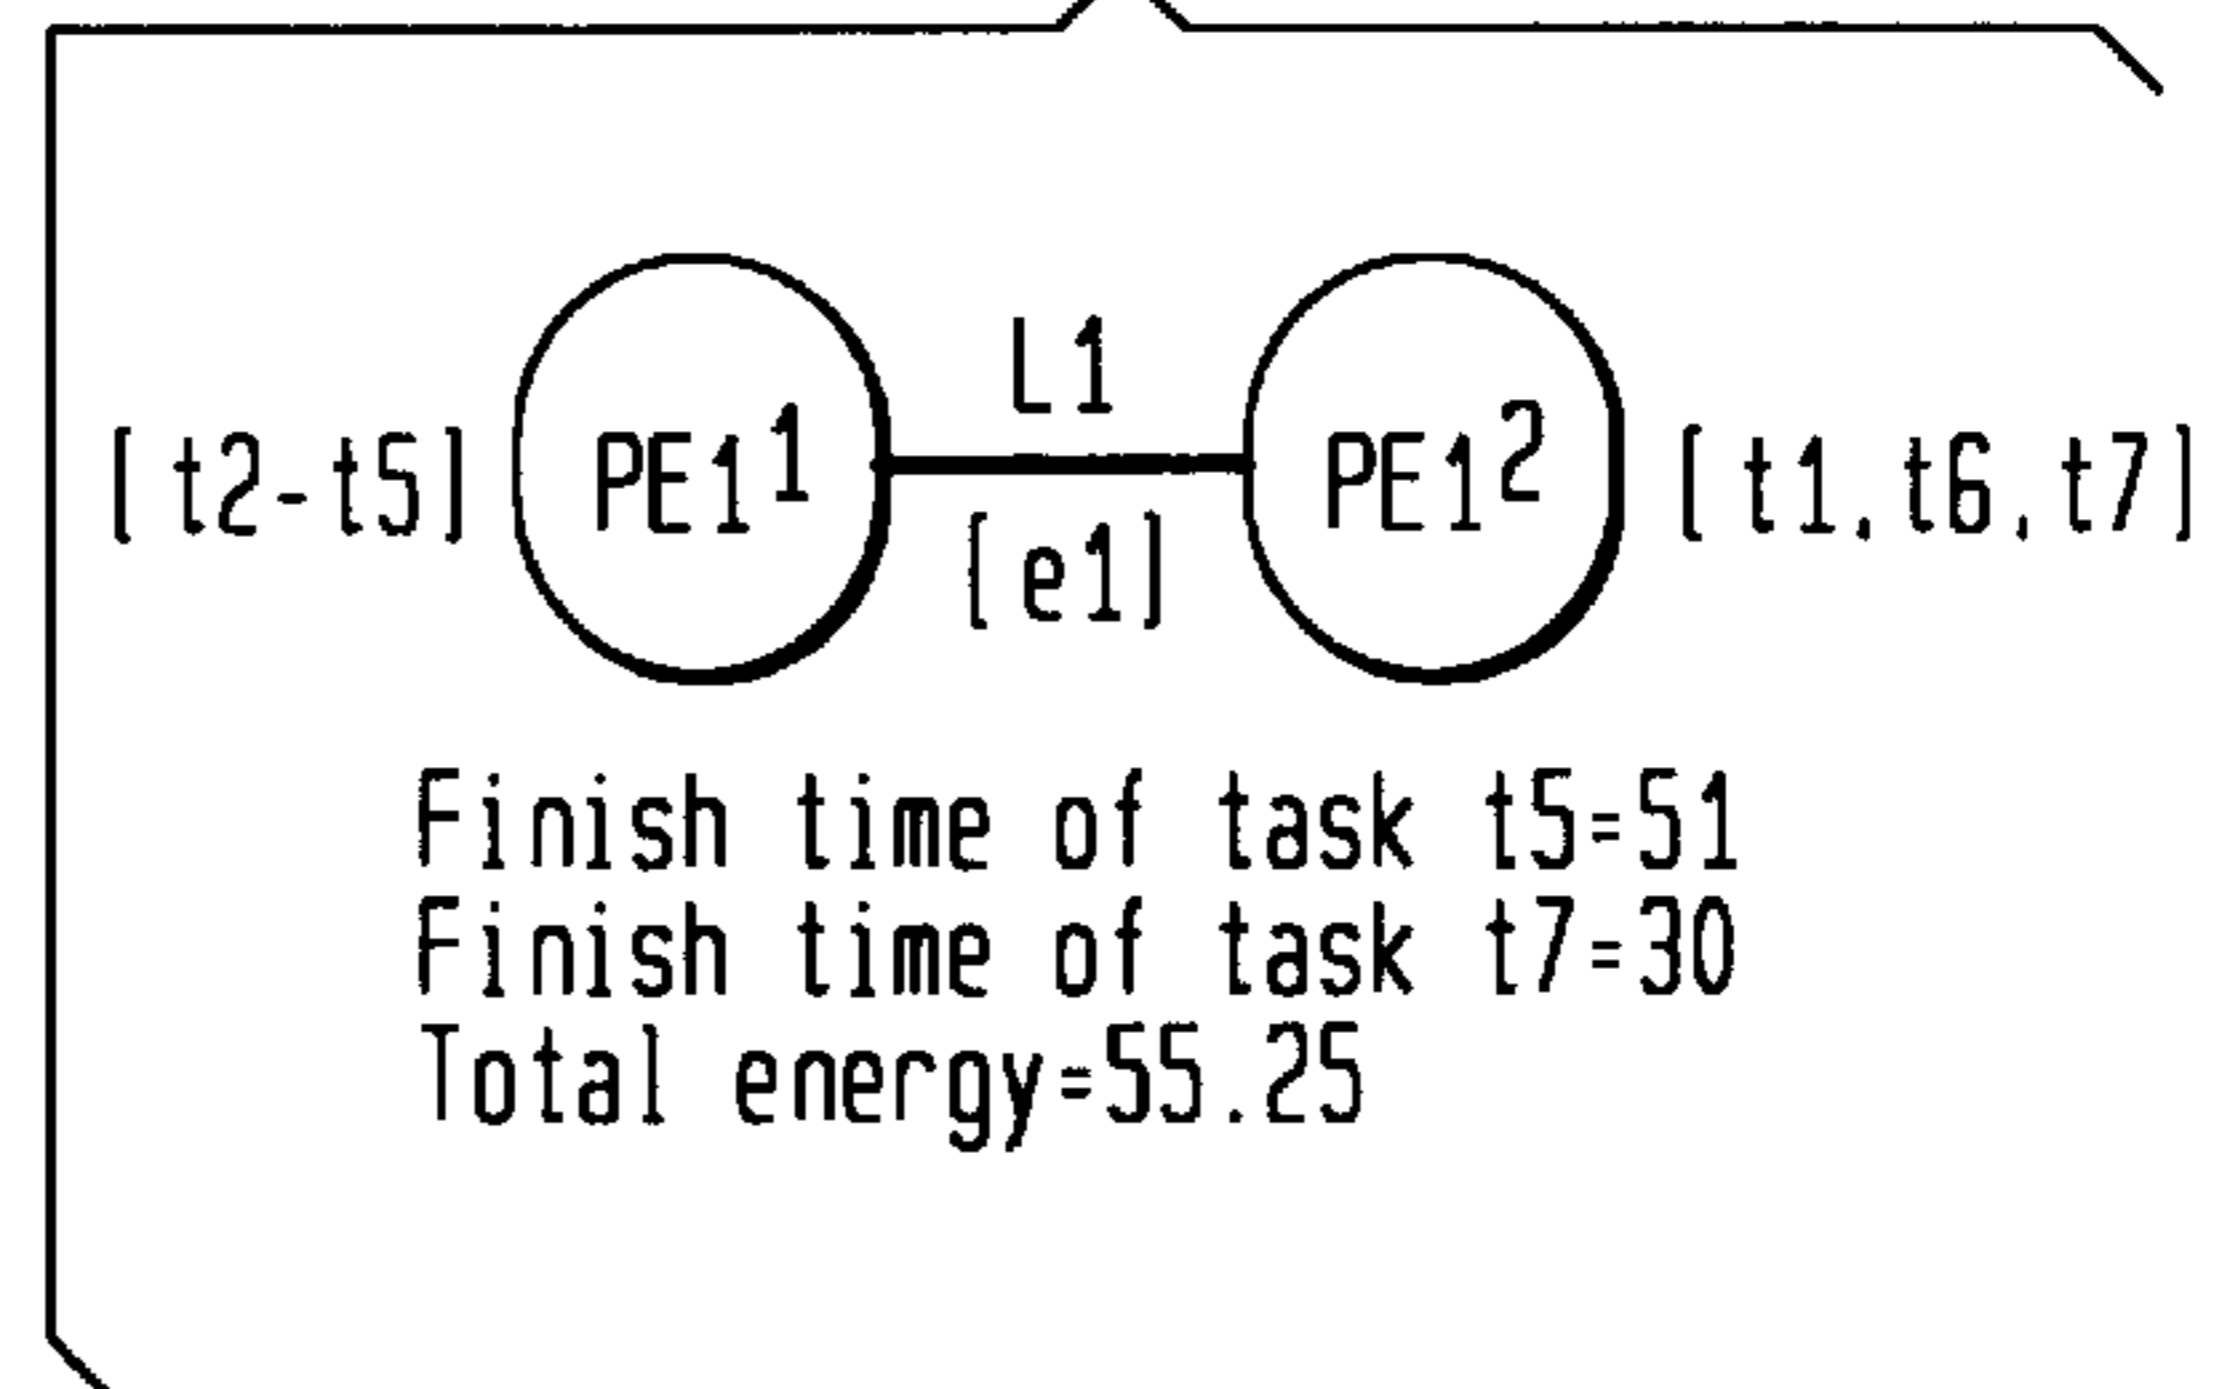 L1
(t2-t5) PE1¹ PE1² (t1,t6,t7)
(e1)
Finish time of task t5=51
Finish time of task t7=30
Total energy=55.25